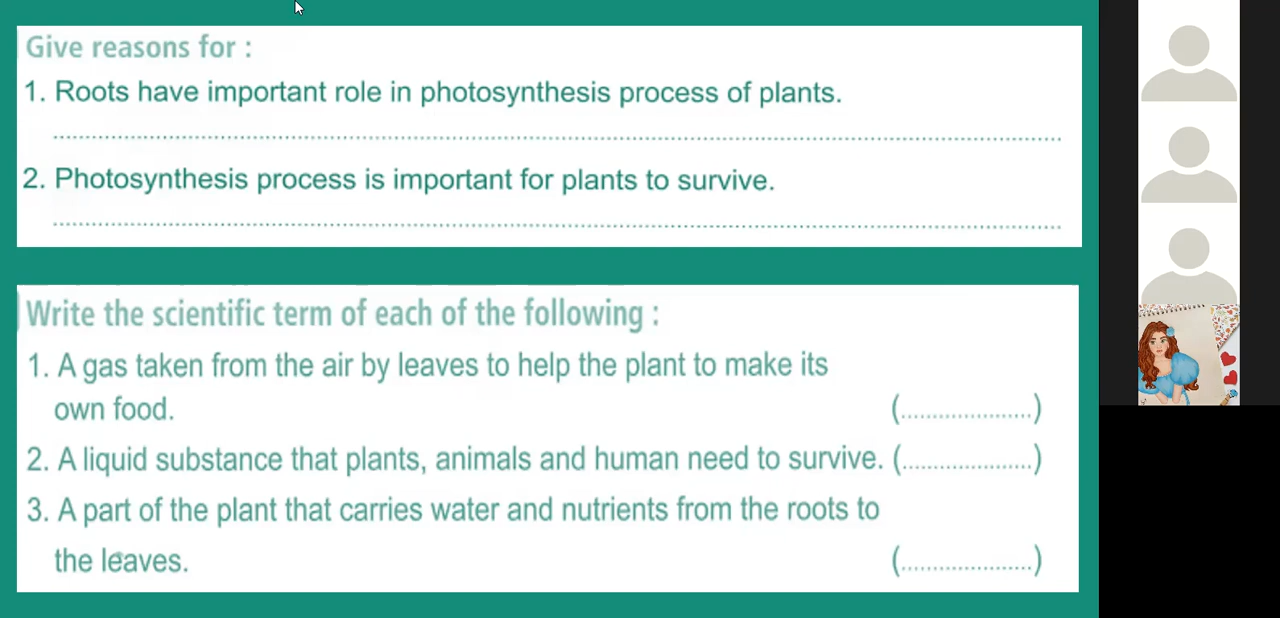 Give reasons for :
1. Roots have important role in photosynthesis process of plants.
................................................................................
2. Photosynthesis process is important for plants to survive.
................................................................................
Write the scientific term of each of the following :
1. A gas taken from the air by leaves to help the plant to make its
own food. (......................)
2. A liquid substance that plants, animals and human need to survive. (......................)
3. A part of the plant that carries water and nutrients from the roots to
the leaves. (......................)